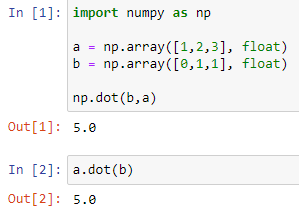 In [1]: import numpy as np
a = np.array([1,2,3], float)
b = np.array([0,1,1], float)
np.dot(b,a)
Out[1]: 5.0
In [2]: a.dot(b)
Out[2]: 5.0